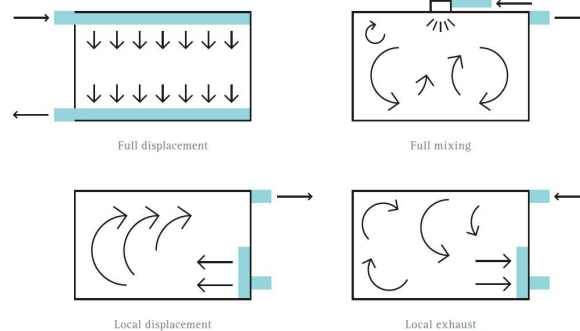 Full displacement
Full mixing
Local displacement
Local exhaust